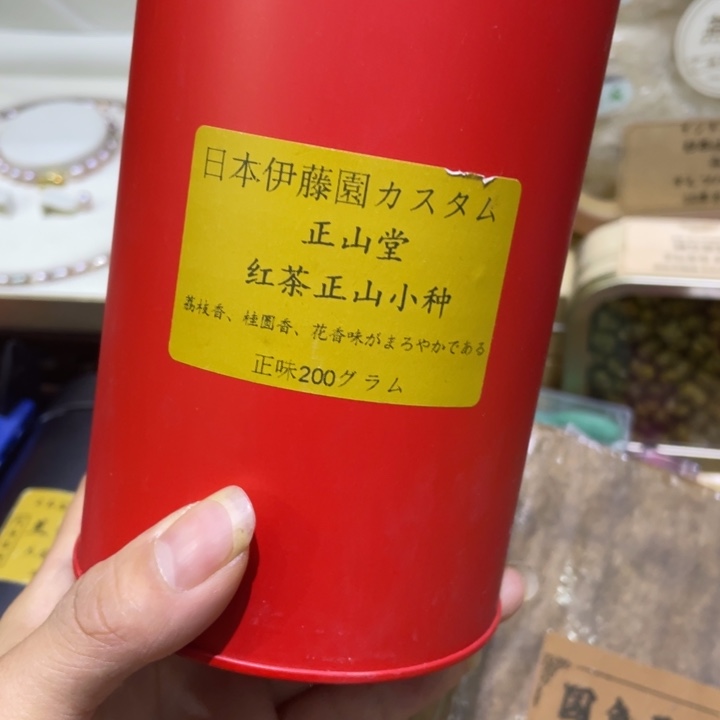 日本伊藤園カスタム
正山堂
红茶正山小种
荔枝香、桂圆香、花香味がまろやかである
正味200グラム